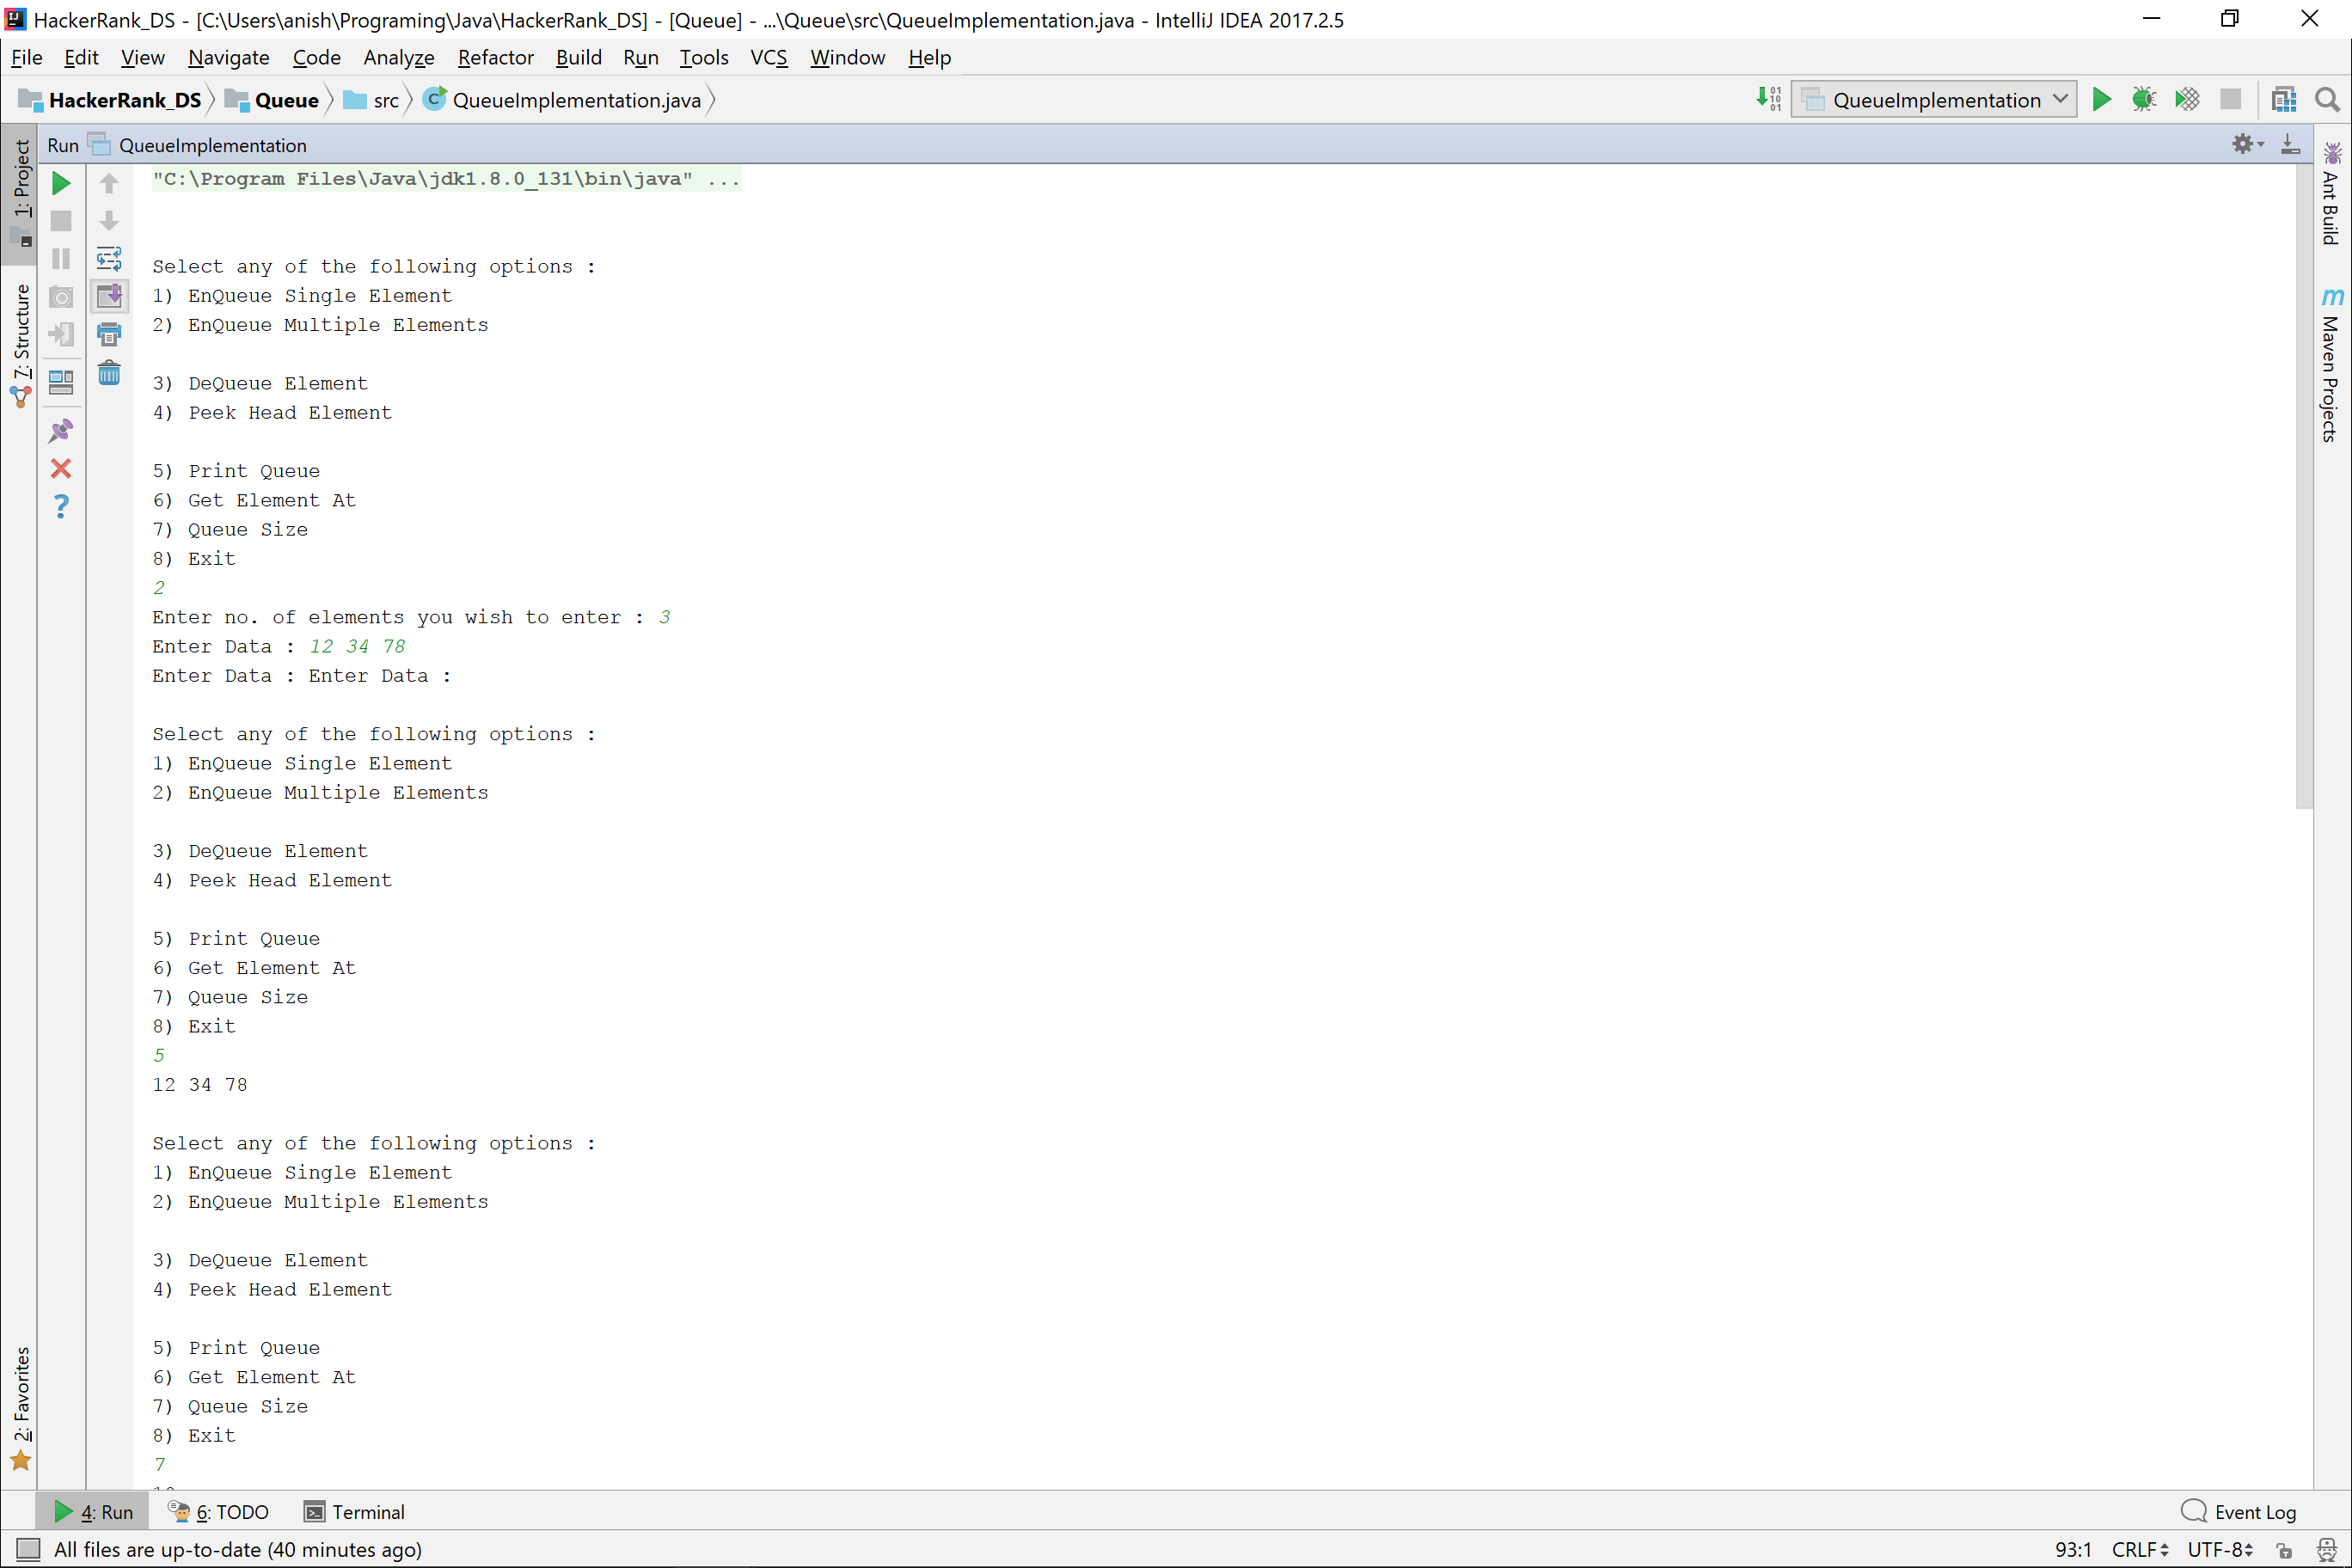 HackerRank_DS - [C:\Users\anish\Programing\Java\HackerRank_DS] - [Queue] - ...\Queue\src\QueueImplementation.java - IntelliJ IDEA 2017.2.5
File Edit View Navigate Code Analyze Refactor Build Run Tools VCS Window Help
HackerRank_DS Queue src QueueImplementation.java QueueImplementation
Run QueueImplementation
1: Project
7: Structure
2: Favorites
Ant Build
Maven Projects
"C:\Program Files\Java\jdk1.8.0_131\bin\java" ...
Select any of the following options :
1) EnQueue Single Element
2) EnQueue Multiple Elements
3) DeQueue Element
4) Peek Head Element
5) Print Queue
6) Get Element At
7) Queue Size
8) Exit
2
Enter no. of elements you wish to enter : 3
Enter Data : 12 34 78
Enter Data : Enter Data :
Select any of the following options :
1) EnQueue Single Element
2) EnQueue Multiple Elements
3) DeQueue Element
4) Peek Head Element
5) Print Queue
6) Get Element At
7) Queue Size
8) Exit
5
12 34 78
Select any of the following options :
1) EnQueue Single Element
2) EnQueue Multiple Elements
3) DeQueue Element
4) Peek Head Element
5) Print Queue
6) Get Element At
7) Queue Size
8) Exit
7
4: Run 6: TODO Terminal Event Log
All files are up-to-date (40 minutes ago) 93:1 CRLF UTF-8